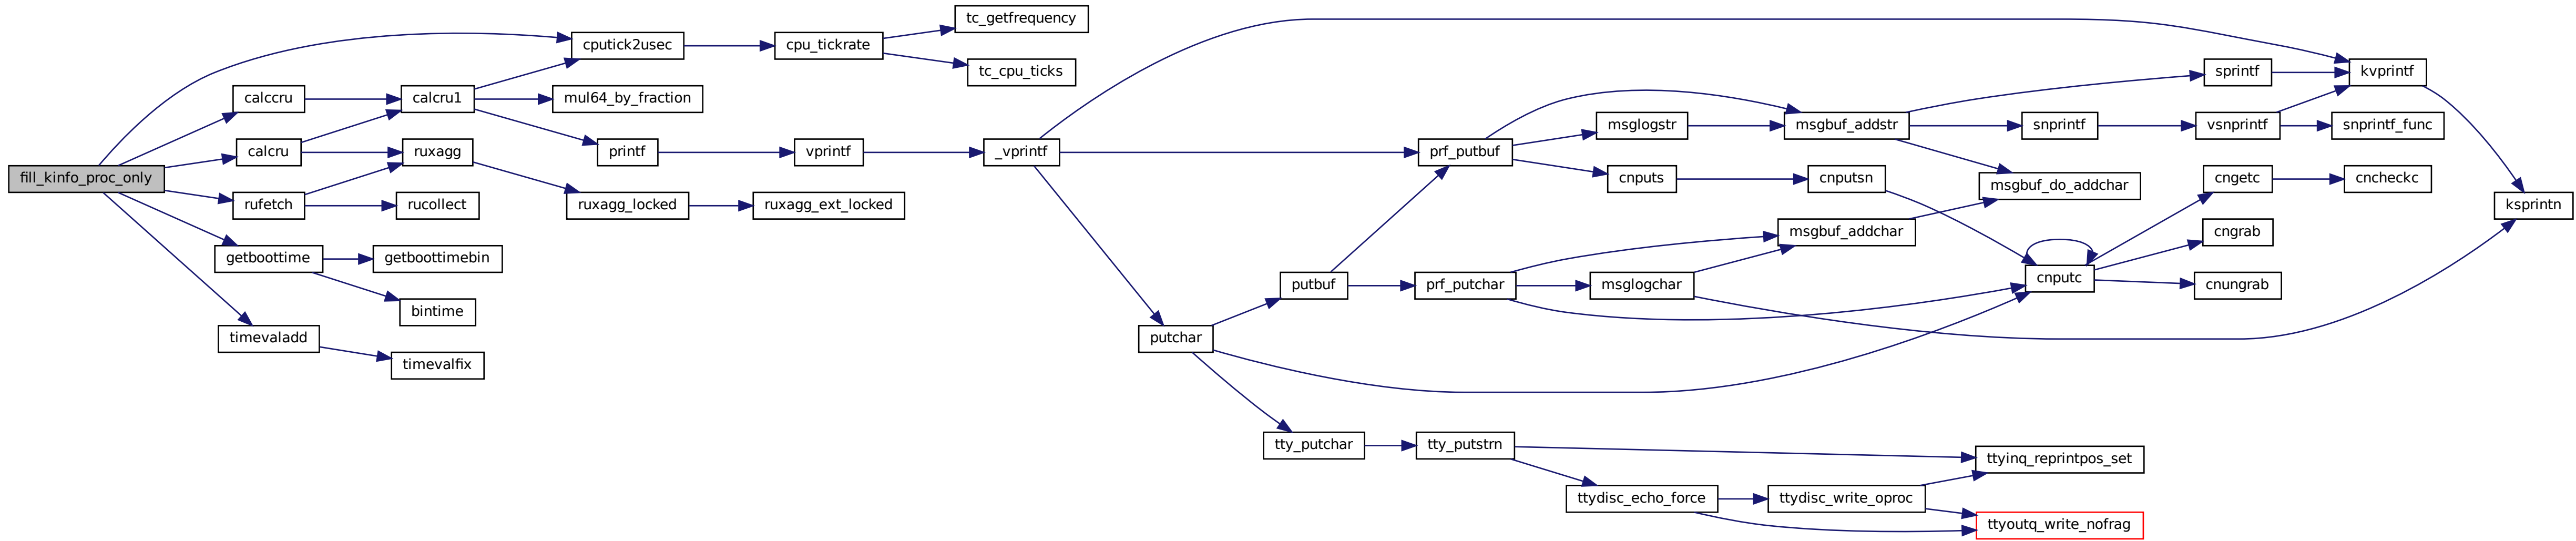 fill_kinfo_proc_only
calccru
calcru
rufetch
getboottime
timevaladd
calcru1
ruxagg
rucollect
getboottimebin
bintime
timevalfix
cputick2usec
mul64_by_fraction
printf
ruxagg_locked
cpu_tickrate
vprintf
ruxagg_ext_locked
tc_getfrequency
tc_cpu_ticks
_vprintf
putchar
putbuf
tty_putchar
prf_putbuf
prf_putchar
tty_putstrn
msglogstr
cnputs
msglogchar
ttydisc_echo_force
msgbuf_addstr
cnputsn
msgbuf_addchar
ttydisc_write_oproc
snprintf
msgbuf_do_addchar
cnputc
ttyinq_reprintpos_set
ttyoutq_write_nofrag
sprintf
vsnprintf
cngetc
cngrab
cnungrab
kvprintf
snprintf_func
cncheckc
ksprintn